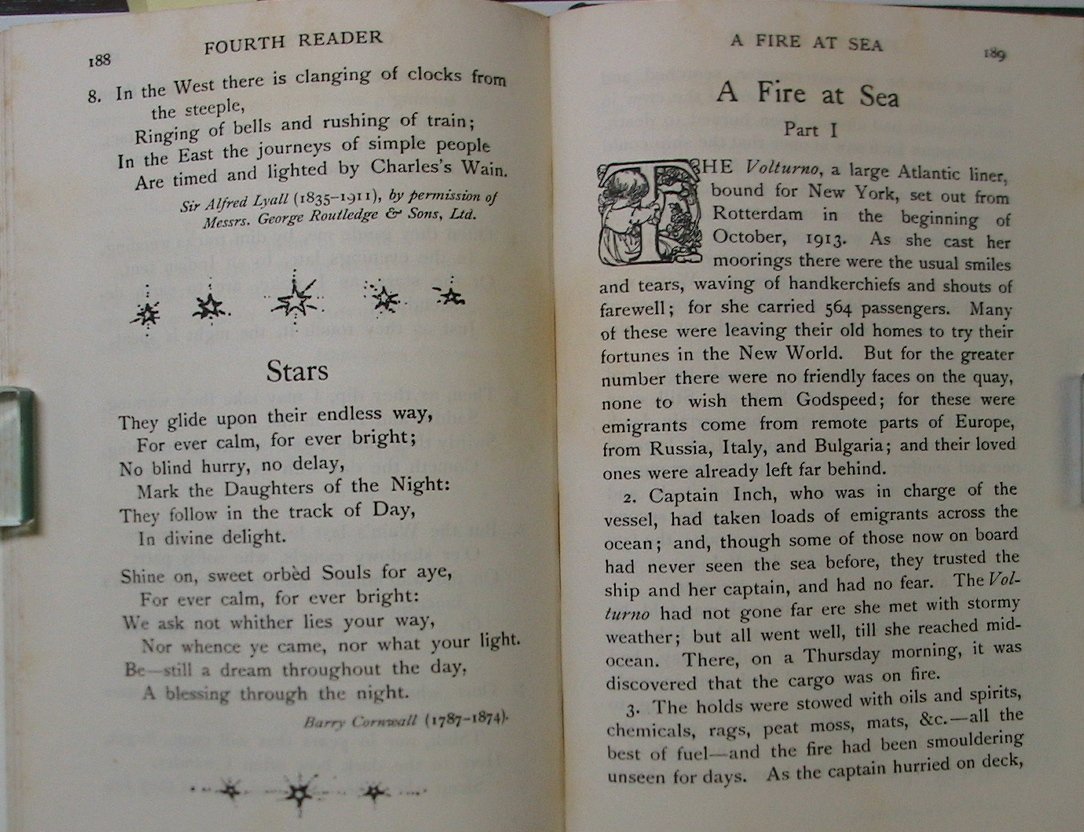 188
FOURTH READER
8. In the West there is clanging of clocks from
the steeple,
Ringing of bells and rushing of train;
In the East the journeys of simple people
Are timed and lighted by Charles's Wain.
Sir Alfred Lyall (1835–1911), by permission of
Messrs. George Routledge & Sons, Ltd.
Stars
They glide upon their endless way,
For ever calm, for ever bright;
No blind hurry, no delay,
Mark the Daughters of the Night:
They follow in the track of Day,
In divine delight.
Shine on, sweet orbèd Souls for aye,
For ever calm, for ever bright:
We ask not whither lies your way,
Nor whence ye came, nor what your light.
Be—still a dream throughout the day,
A blessing through the night.
Barry Cornwall (1787–1874).
A FIRE AT SEA
189
A Fire at Sea
Part I
THE Volturno, a large Atlantic liner,
bound for New York, set out from
Rotterdam in the beginning of
October, 1913. As she cast her
moorings there were the usual smiles
and tears, waving of handkerchiefs and shouts of
farewell; for she carried 564 passengers. Many
of these were leaving their old homes to try their
fortunes in the New World. But for the greater
number there were no friendly faces on the quay,
none to wish them Godspeed; for these were
emigrants come from remote parts of Europe,
from Russia, Italy, and Bulgaria; and their loved
ones were already left far behind.
2. Captain Inch, who was in charge of the
vessel, had taken loads of emigrants across the
ocean; and, though some of those now on board
had never seen the sea before, they trusted the
ship and her captain, and had no fear. The Vol-
turno had not gone far ere she met with stormy
weather; but all went well, till she reached mid-
ocean. There, on a Thursday morning, it was
discovered that the cargo was on fire.
3. The holds were stowed with oils and spirits,
chemicals, rags, peat moss, mats, &c.—all the
best of fuel—and the fire had been smouldering
unseen for days. As the captain hurried on deck,